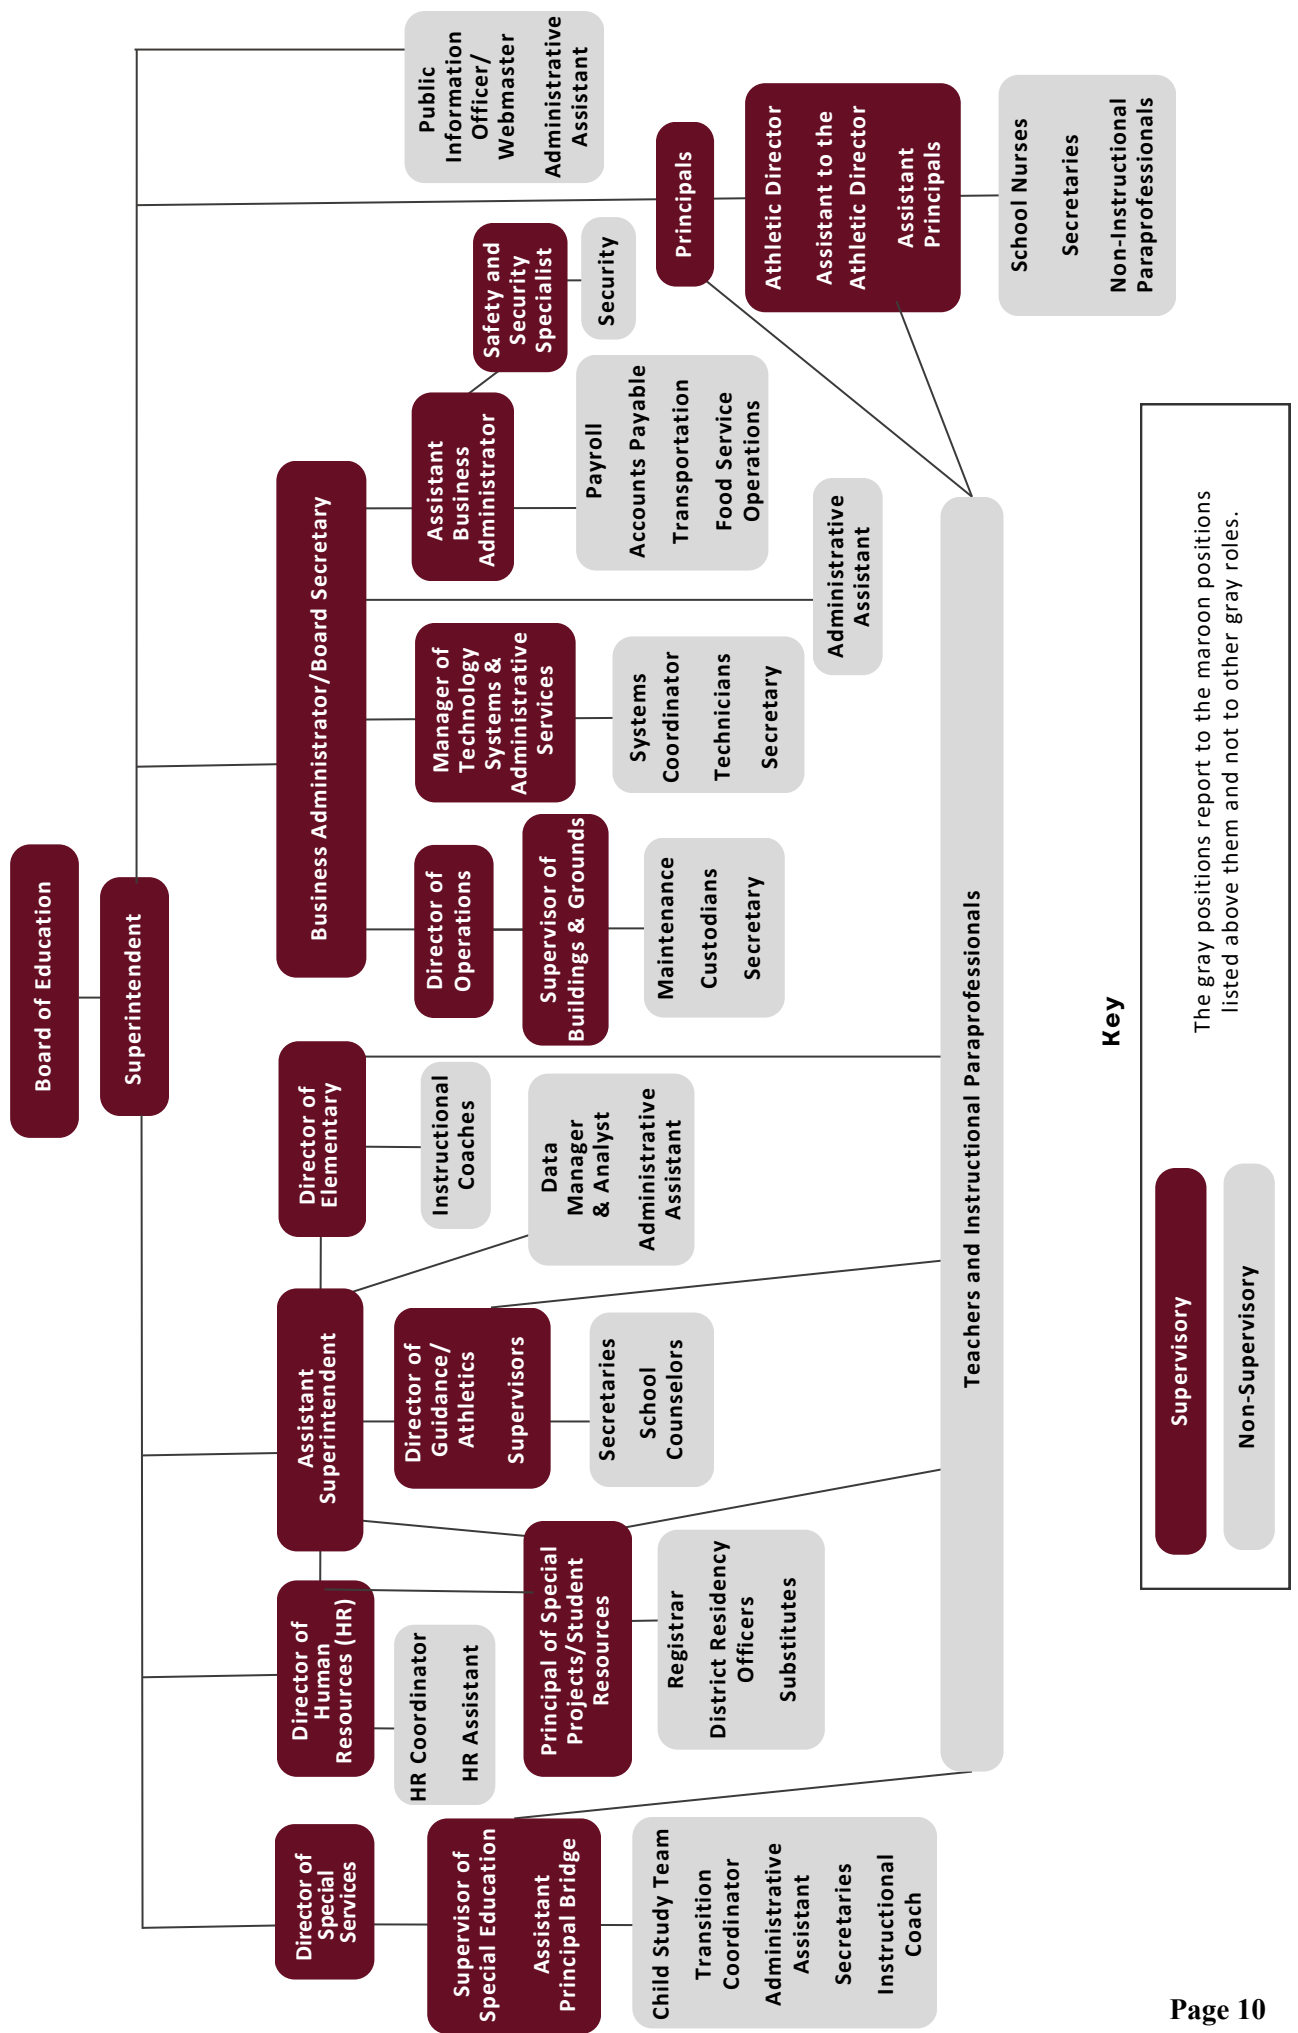 Board of Education
Superintendent
Director of
Special
Services
Supervisor of
Special Education
Assistant
Principal Bridge
Child Study Team
Transition
Coordinator
Administrative
Assistant
Secretaries
Instructional
Coach
Director of
Human
Resources (HR)
HR Coordinator
HR Assistant
Assistant
Superintendent
Principal of Special
Projects/Student
Resources
Registrar
District Residency
Officers
Substitutes
Director of
Guidance/
Athletics
Supervisors
Secretaries
School
Counselors
Director of
Elementary
Instructional
Coaches
Data
Manager
& Analyst
Administrative
Assistant
Business Administrator/Board Secretary
Director of
Operations
Supervisor of
Buildings & Grounds
Maintenance
Custodians
Secretary
Manager of
Technology
Systems &
Administrative
Services
Systems
Coordinator
Technicians
Secretary
Administrative
Assistant
Assistant
Business
Administrator
Payroll
Accounts Payable
Transportation
Food Service
Operations
Safety and
Security
Specialist
Security
Public
Information
Officer/
Webmaster
Administrative
Assistant
Principals
Athletic Director
Assistant to the
Athletic Director
Assistant
Principals
School Nurses
Secretaries
Non-Instructional
Paraprofessionals
Teachers and Instructional Paraprofessionals
Key
Supervisory
Non-Supervisory
The gray positions report to the maroon positions
listed above them and not to other gray roles.
Page 10